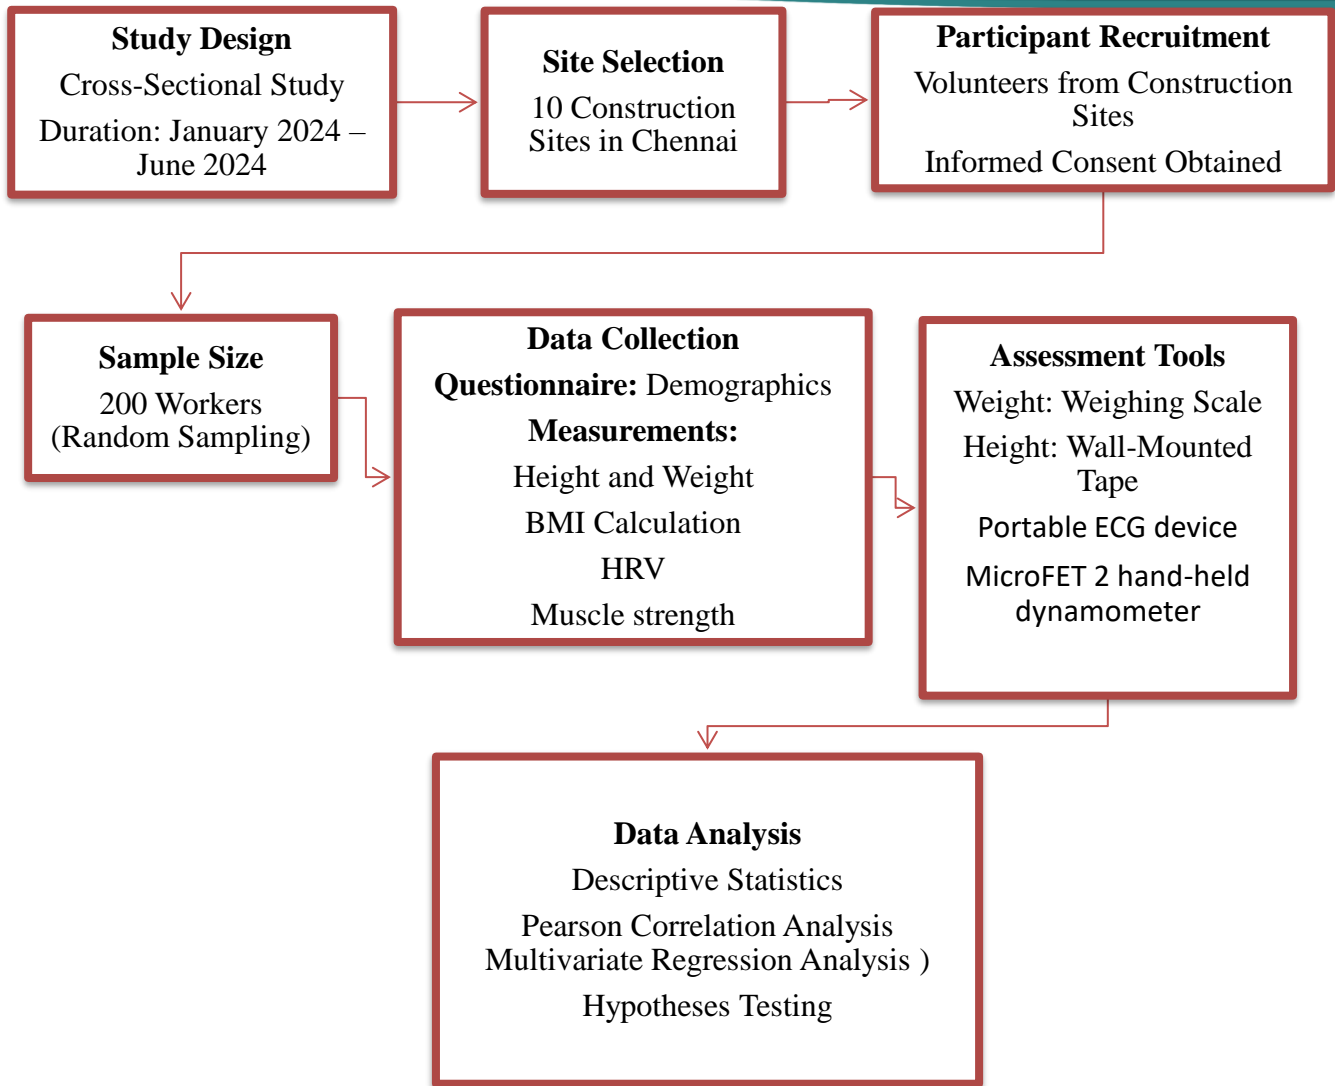 Study Design
Cross-Sectional Study
Duration: January 2024 –
June 2024
Site Selection
10 Construction
Sites in Chennai
Participant Recruitment
Volunteers from Construction
Sites
Informed Consent Obtained
Sample Size
200 Workers
(Random Sampling)
Data Collection
Questionnaire: Demographics
Measurements:
Height and Weight
BMI Calculation
HRV
Muscle strength
Assessment Tools
Weight: Weighing Scale
Height: Wall-Mounted
Tape
Portable ECG device
MicroFET 2 hand-held
dynamometer
Data Analysis
Descriptive Statistics
Pearson Correlation Analysis
Multivariate Regression Analysis )
Hypotheses Testing